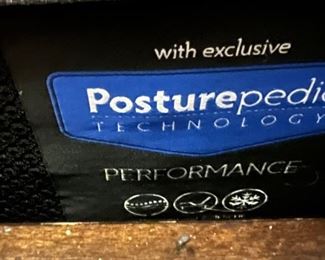 with exclusive
Posturepedic
TECHNOLOGY
PERFORMANCE